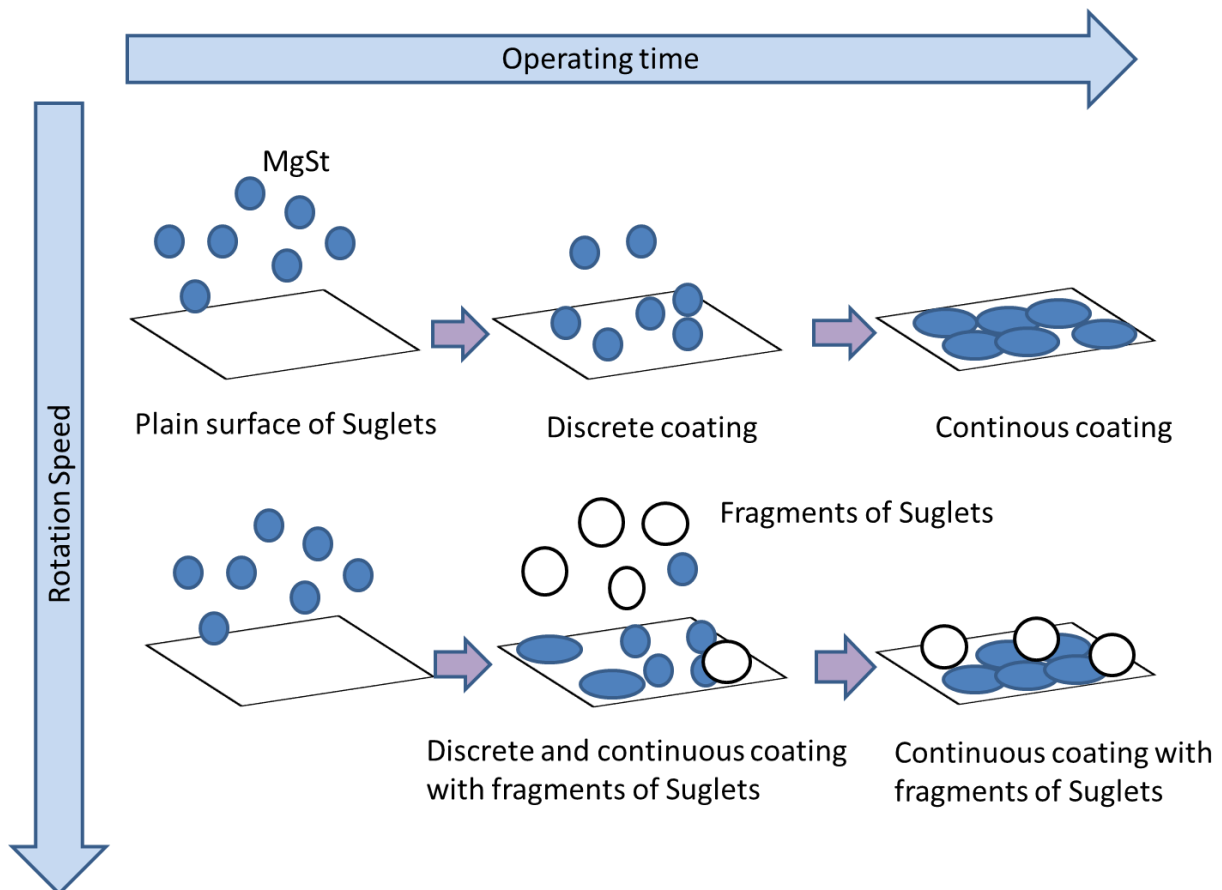 Operating time
MgSt
Rotation Speed
Plain surface of Suglets
Discrete coating
Continous coating
Fragments of Suglets
Discrete and continuous coating
with fragments of Suglets
Continuous coating with
fragments of Suglets